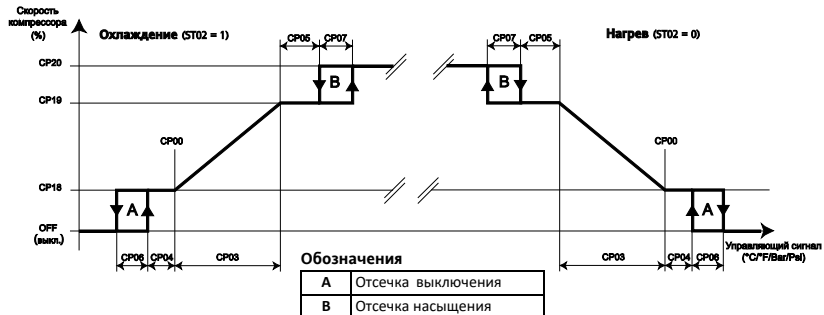 Скорость
компрессора
(%)
Охлаждение (ST02 = 1)
Нагрев (ST02 = 0)
CP05 CP07
CP07 CP05
CP20
B
B
CP19
CP00
CP00
CP18
A
A
OFF
(выкл.)
CP06 CP04 CP03
CP03 CP04 CP06
Управляющий сигнал
(°C/°F/Bar/Psi)
Обозначения
A Отсечка выключения
B Отсечка насыщения